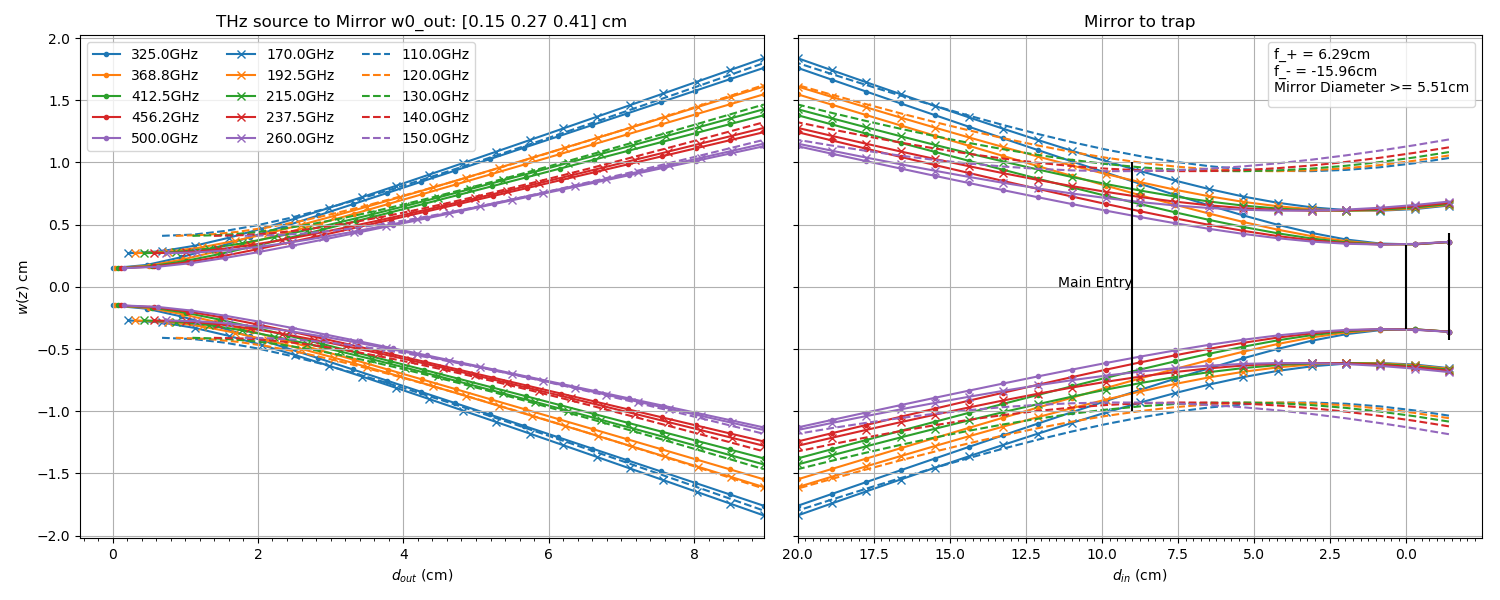 THz source to Mirror w0_out: [0.15 0.27 0.41] cm
325.0GHz
368.8GHz
412.5GHz
456.2GHz
500.0GHz
170.0GHz
192.5GHz
215.0GHz
237.5GHz
260.0GHz
110.0GHz
120.0GHz
130.0GHz
140.0GHz
150.0GHz
2.0
1.5
1.0
0.5
0.0
−0.5
−1.0
−1.5
−2.0
w(z) cm
0
2
4
6
8
d_out (cm)
Mirror to trap
f_+ = 6.29cm
f_- = -15.96cm
Mirror Diameter >= 5.51cm
Main Entry
20.0
17.5
15.0
12.5
10.0
7.5
5.0
2.5
0.0
d_in (cm)